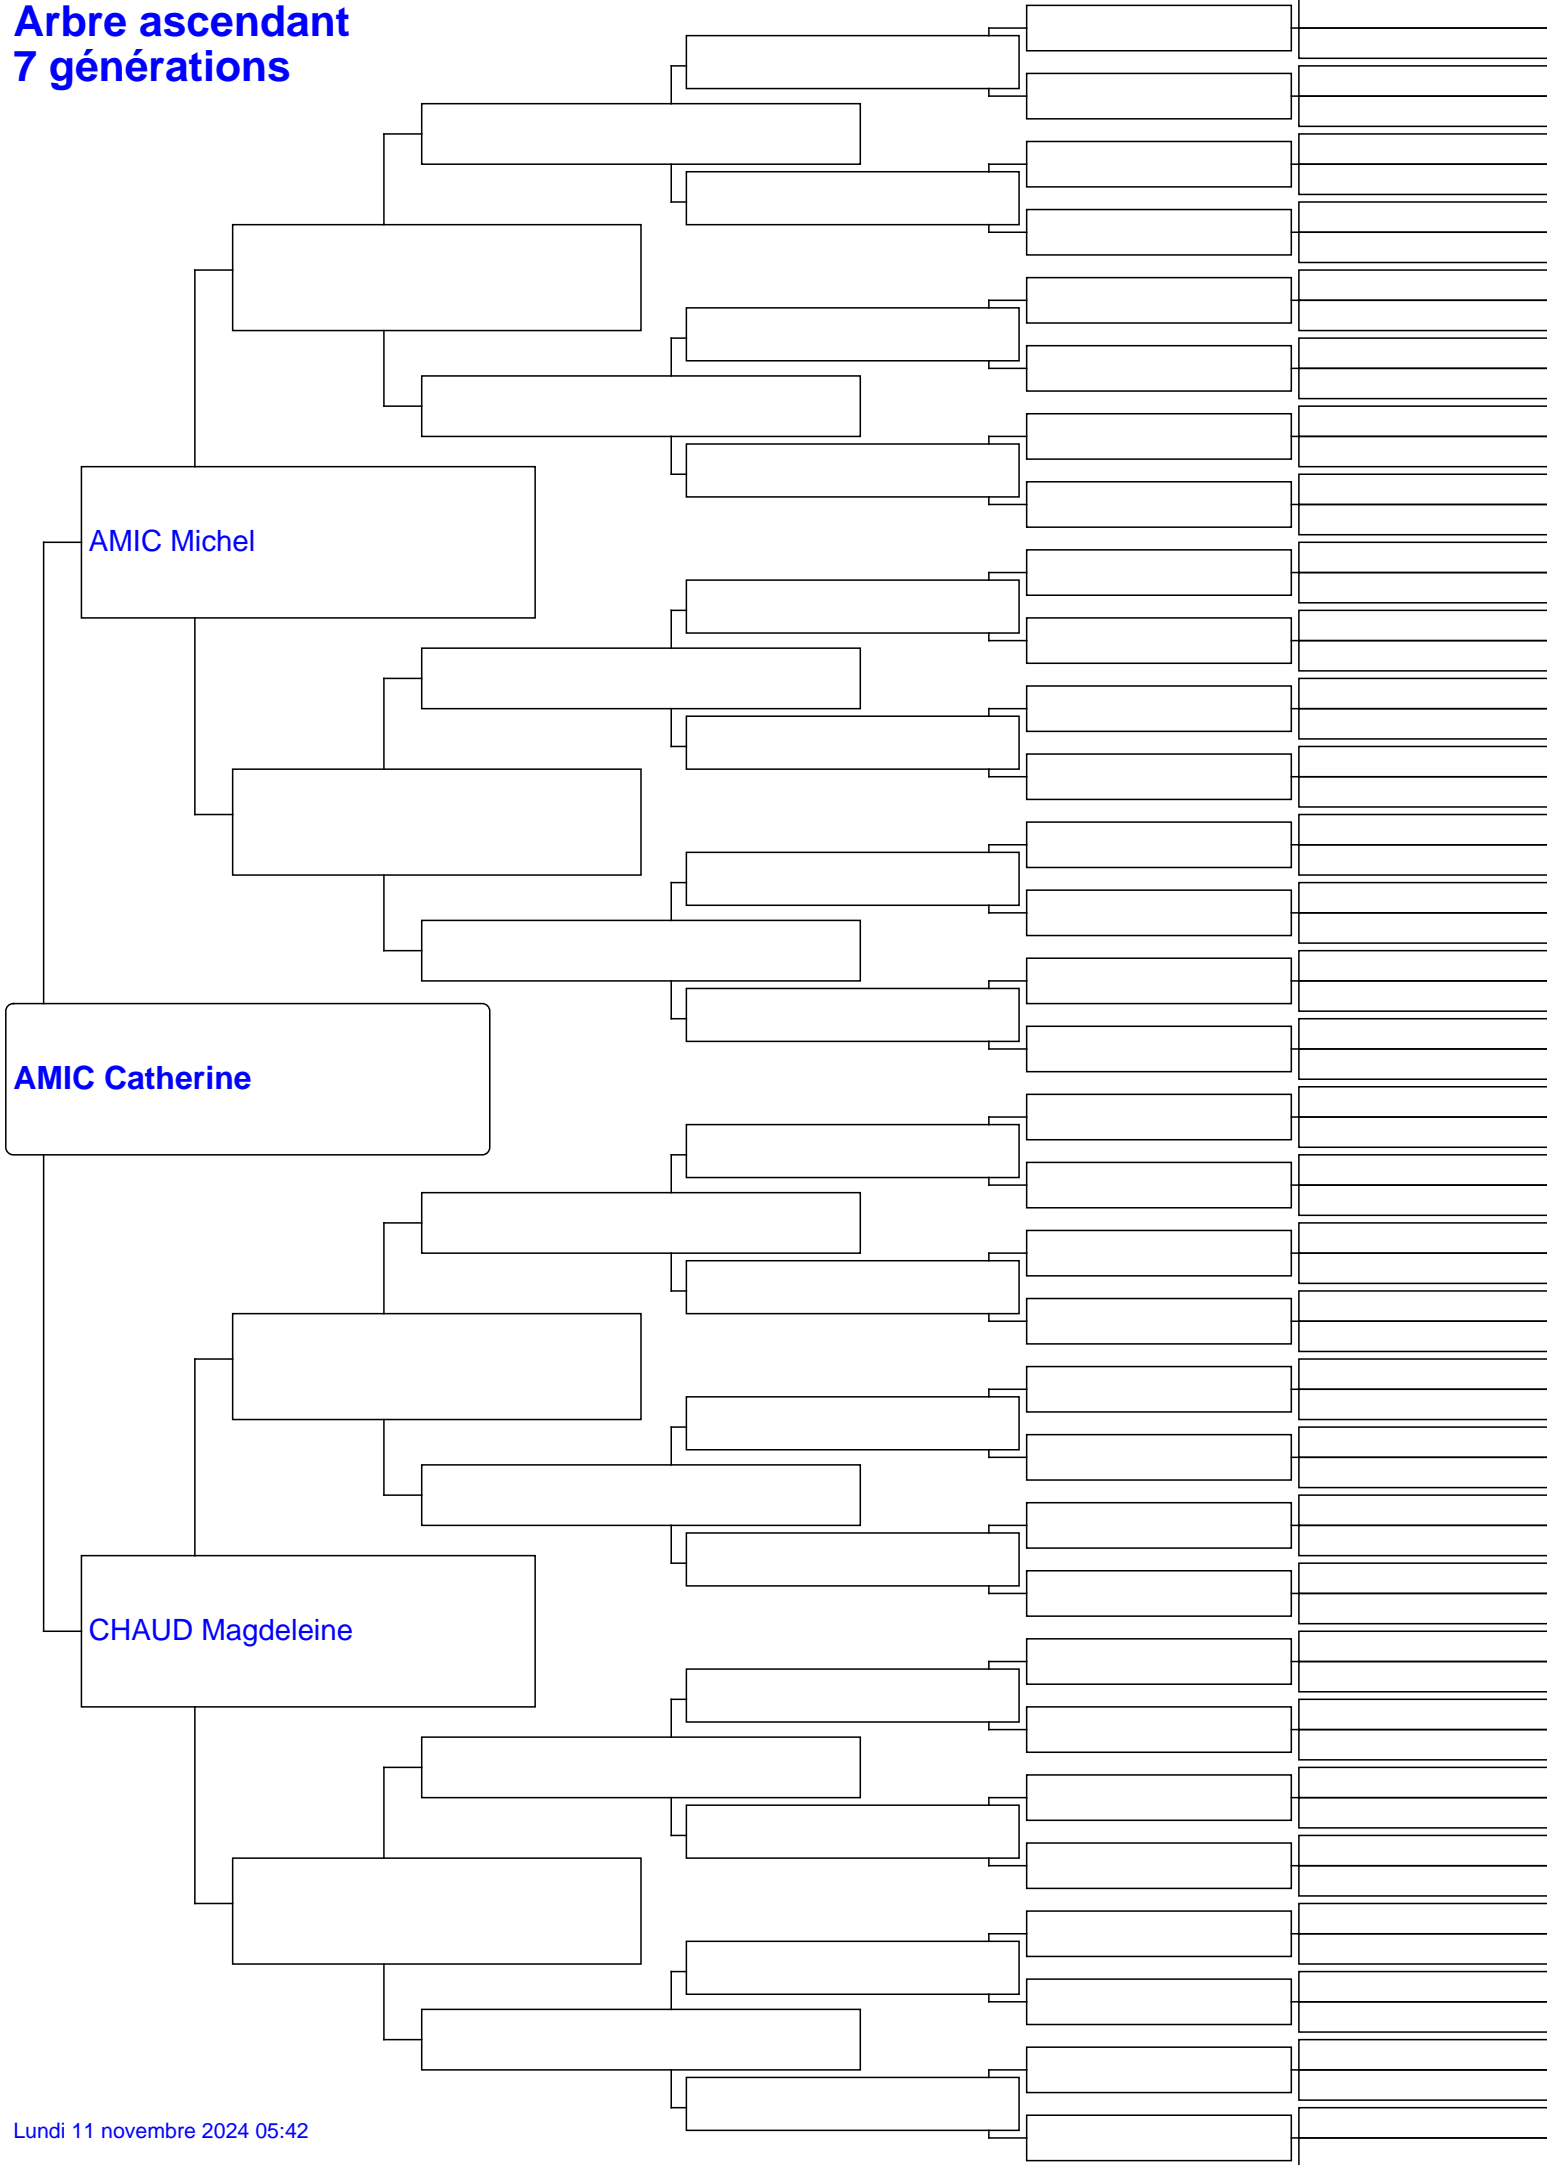 Arbre ascendant
7 générations
AMIC Michel
AMIC Catherine
CHAUD Magdeleine
Lundi 11 novembre 2024 05:42